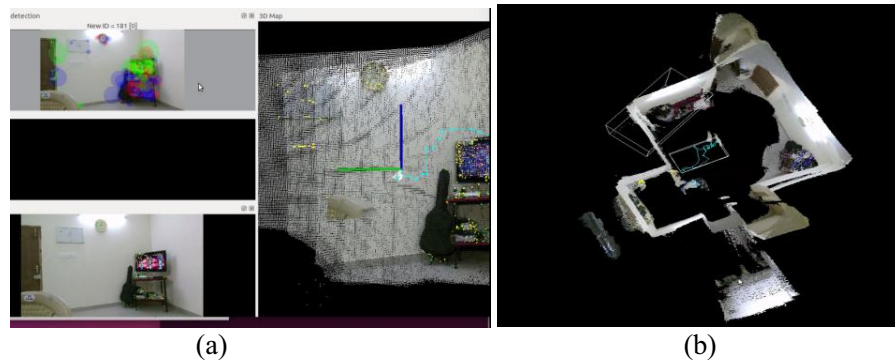 detection
3D Map
New ID = 181 [0]
(a)
(b)